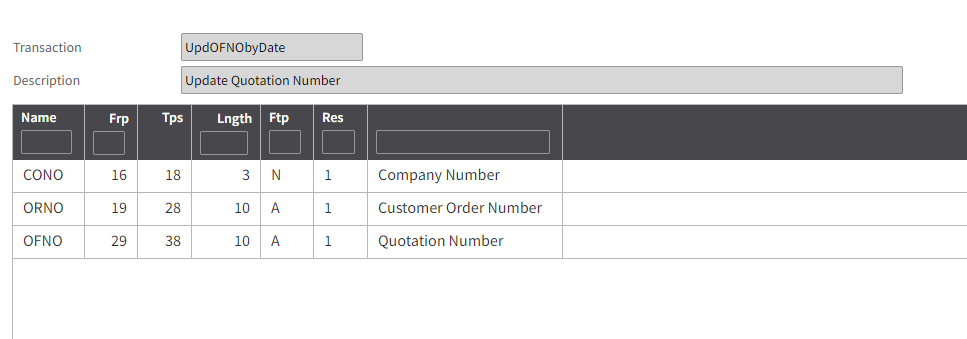 Transaction UpdOFNObyDate
Description Update Quotation Number
Name Frp Tps Lngth Ftp Res
CONO 16 18 3 N 1 Company Number
ORNO 19 28 10 A 1 Customer Order Number
OFNO 29 38 10 A 1 Quotation Number